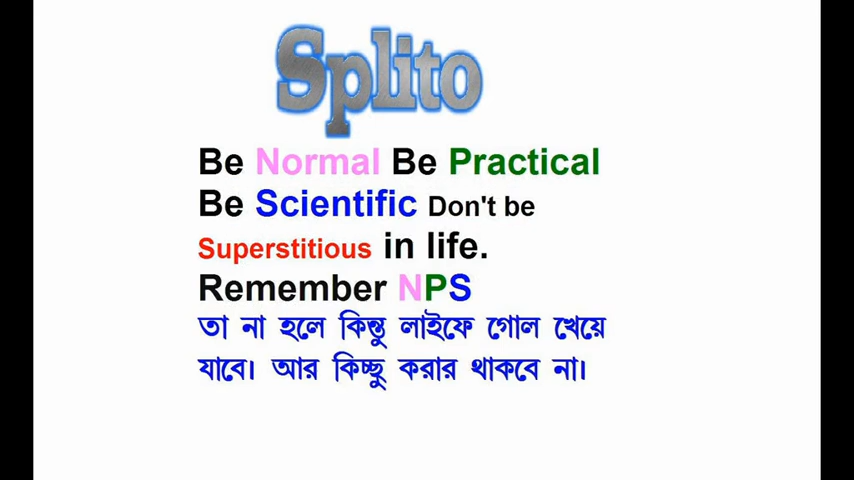 Splito
Be Normal Be Practical
Be Scientific Don't be
Superstitious in life.
Remember NPS
তা না হলে কিন্তু লাইফে গোল খেয়ে
যাবে। আর কিচ্ছু করার থাকবে না।